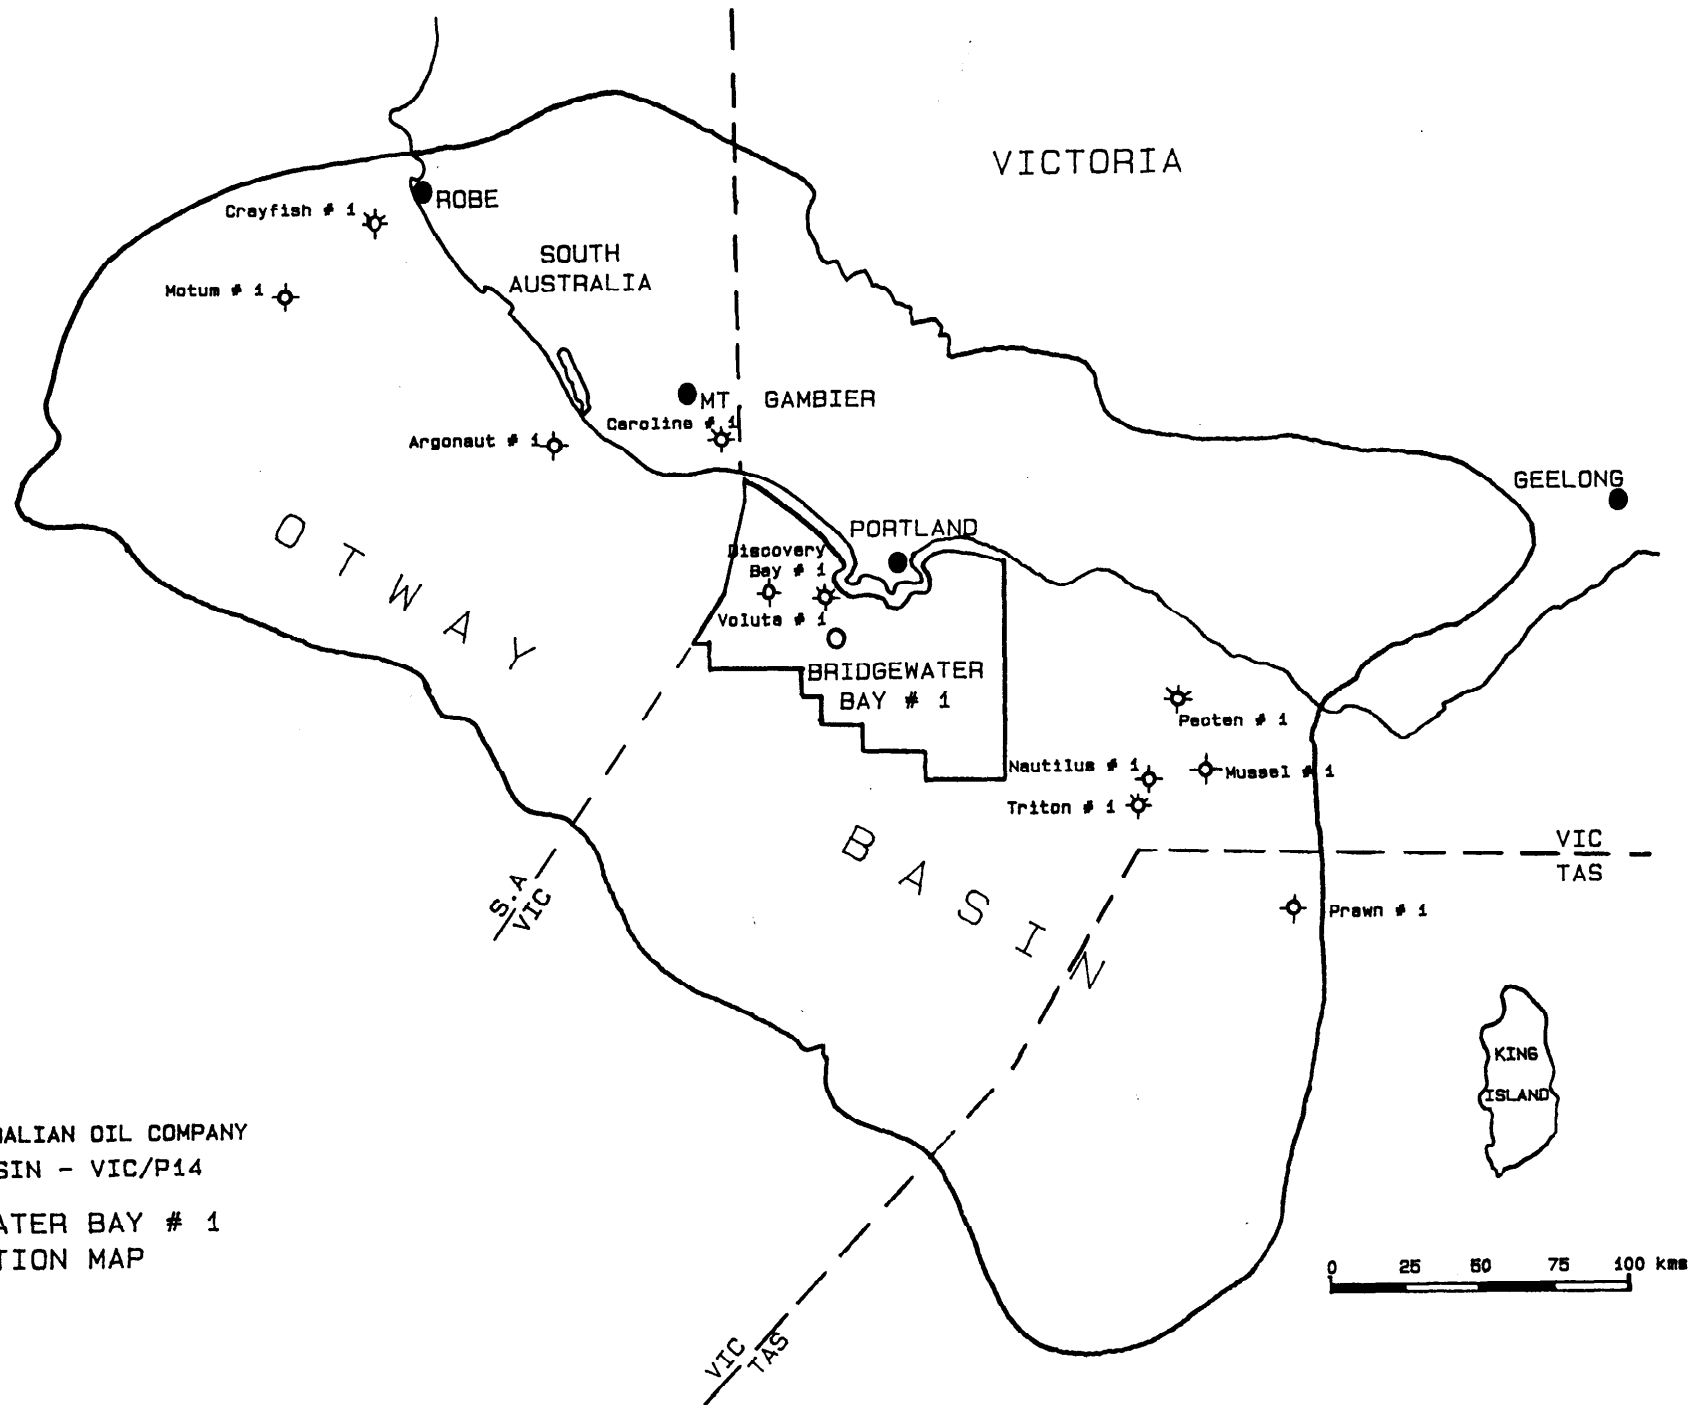 VICTORIA
ROBE
Crayfish # 1
SOUTH
AUSTRALIA
Motum # 1
MT GAMBIER
Caroline # 1
Argonaut # 1
GEELONG
OTWAY
PORTLAND
Discovery
Bay # 1
Voluta # 1
BRIDGEWATER
BAY # 1
Pecten # 1
Nautilus # 1
Mussel # 1
Triton # 1
BASIN
VIC
TAS
S.A
VIC
Prawn # 1
KING
ISLAND
ALIAN OIL COMPANY
SIN - VIC/P14
ATER BAY # 1
TION MAP
0 25 50 75 100 kms
VIC
TAS